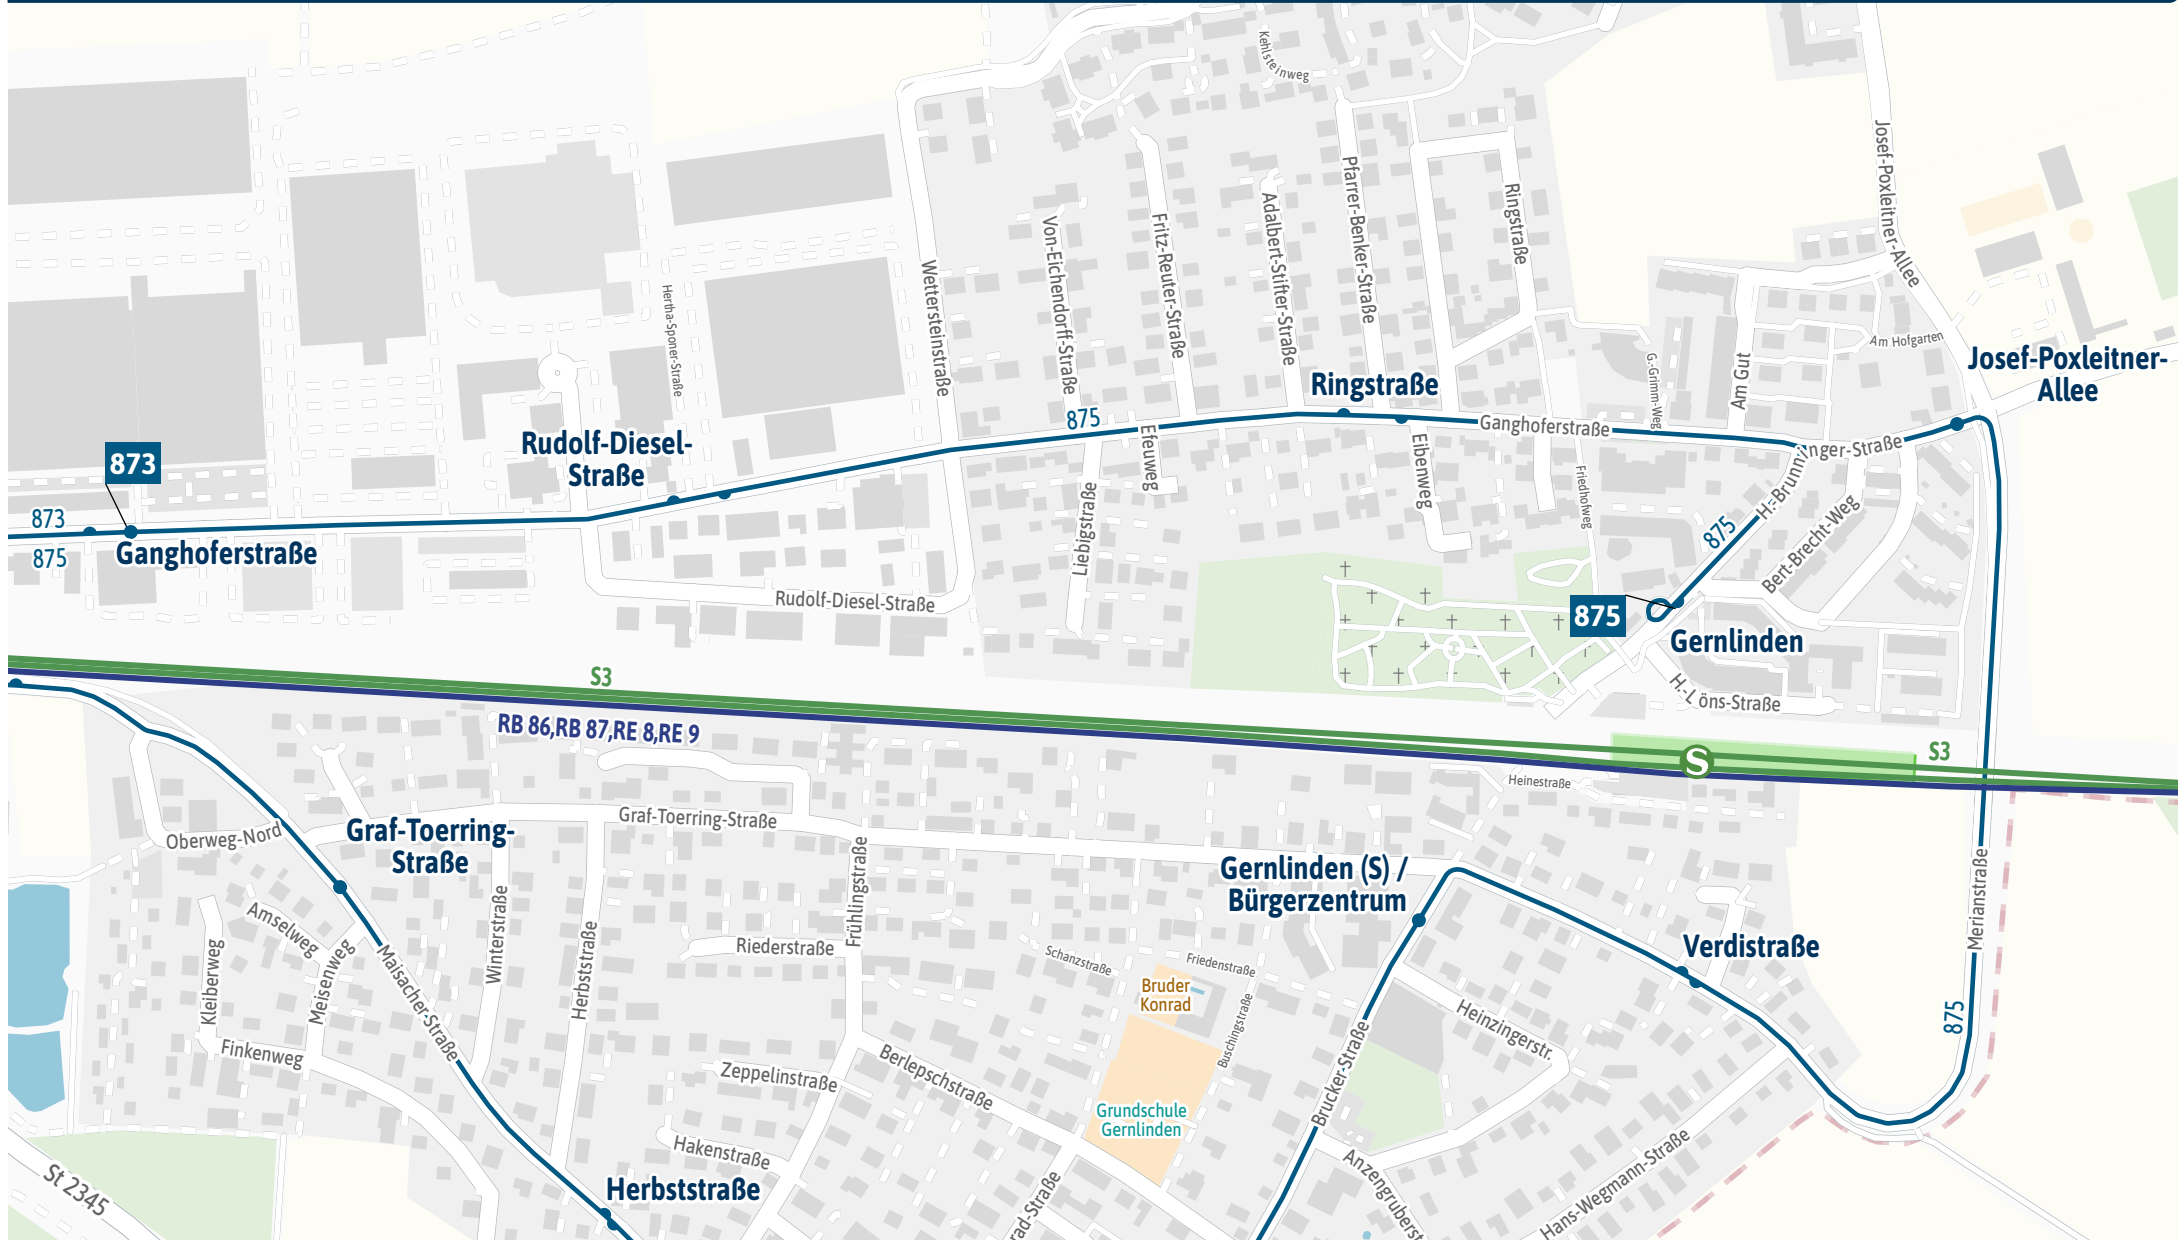 Kehlsteinweg
Josef-Poxleitner-Allee
Pfarrer-Benker-Straße
Ringstraße
Adalbert-Stifter-Straße
Fritz-Reuter-Straße
Von-Eichendorff-Straße
Wettersteinstraße
Hertha-Sponer-Straße
Am Hofgarten
G.-Grimm-Weg
Am Gut
Josef-Poxleitner-
Allee
Ringstraße
875
Ganghoferstraße
Rudolf-Diesel-
Straße
873
Efeuweg
Eibenweg
Friedhofweg
H.-Brunninger-Straße
Bert-Brecht-Weg
873
875
Ganghoferstraße
Liebigstraße
875
Rudolf-Diesel-Straße
875
Gernlinden
H.-Löns-Straße
S3
RB 86,RB 87,RE 8,RE 9
S
S3
Heinestraße
Graf-Toerring-Straße
Oberweg-Nord
Graf-Toerring-
Straße
Gernlinden (S) /
Bürgerzentrum
Merianstraße
Frühlingstraße
Winterstraße
Herbststraße
Amselweg
Meisenweg
Kleiberweg
Finkenweg
Maisacher-Straße
Riederstraße
Schanzstraße
Friedenstraße
Verdistraße
Bruder
Konrad
Buschingstraße
Heinzingerstr.
875
Zeppelinstraße
Berlepschstraße
Brucker-Straße
Grundschule
Gernlinden
Hakenstraße
Anzengruberst
Hans-Wegmann-Straße
St 2345
Herbststraße
rad-Straße